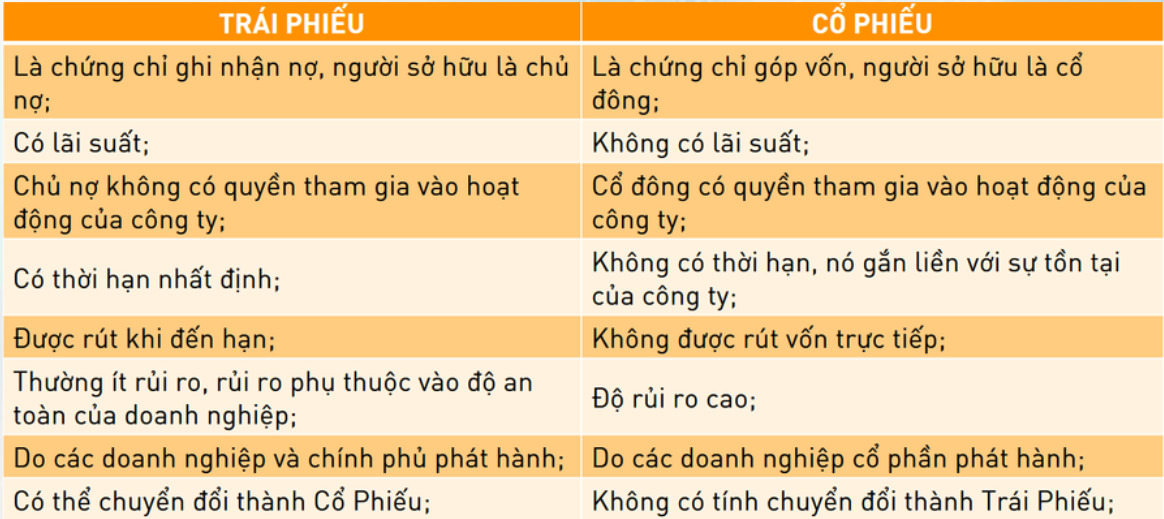 TRÁI PHIẾU
CỔ PHIẾU
Là chứng chỉ ghi nhận nợ, người sở hữu là chủ
nợ;
Là chứng chỉ góp vốn, người sở hữu là cổ
đông;
Có lãi suất;
Không có lãi suất;
Chủ nợ không có quyền tham gia vào hoạt
động của công ty;
Cổ đông có quyền tham gia vào hoạt động của
công ty;
Có thời hạn nhất định;
Không có thời hạn, nó gắn liền với sự tồn tại
của công ty;
Được rút khi đến hạn;
Không được rút vốn trực tiếp;
Thường ít rủi ro, rủi ro phụ thuộc vào độ an
toàn của doanh nghiệp;
Độ rủi ro cao;
Do các doanh nghiệp và chính phủ phát hành;
Do các doanh nghiệp cổ phần phát hành;
Có thể chuyển đổi thành Cổ Phiếu;
Không có tính chuyển đổi thành Trái Phiếu;